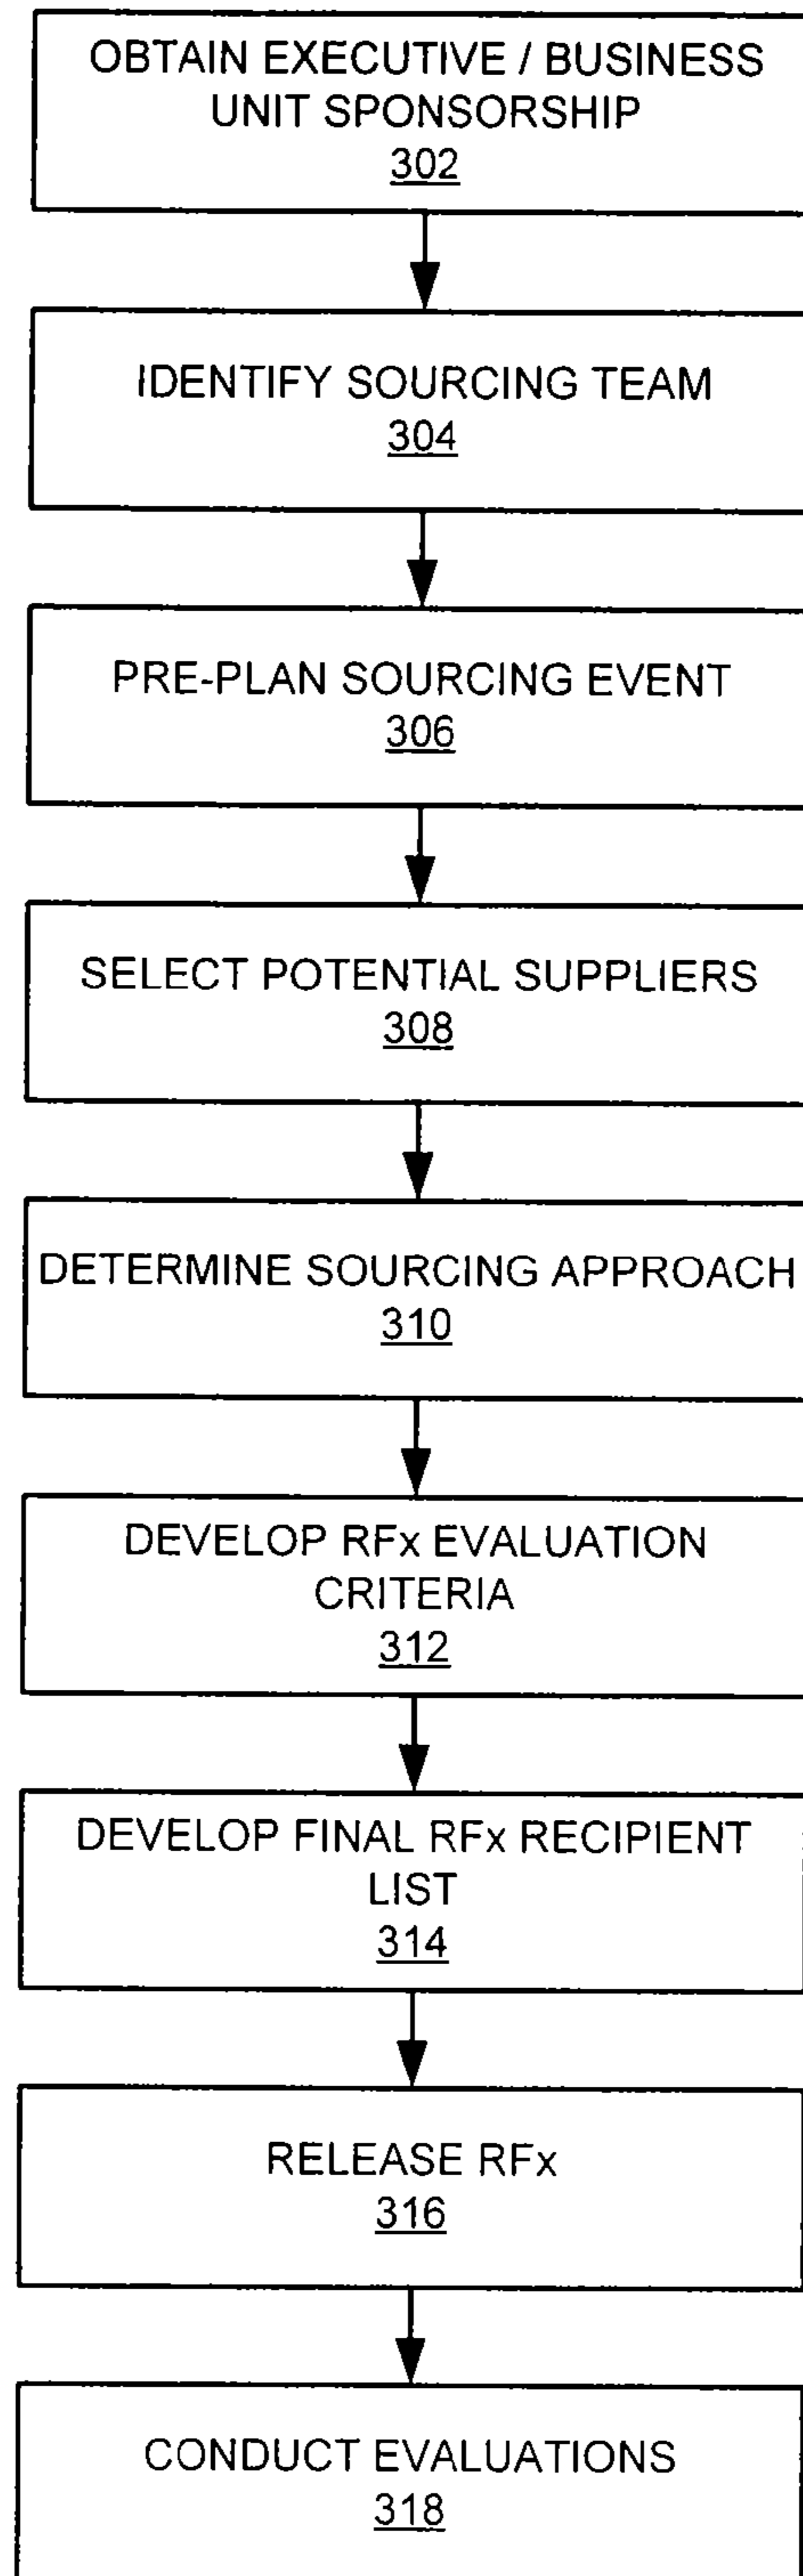 OBTAIN EXECUTIVE / BUSINESS
UNIT SPONSORSHIP
302
IDENTIFY SOURCING TEAM
304
PRE-PLAN SOURCING EVENT
306
SELECT POTENTIAL SUPPLIERS
308
DETERMINE SOURCING APPROACH
310
DEVELOP RFx EVALUATION
CRITERIA
312
DEVELOP FINAL RFx RECIPIENT
LIST
314
RELEASE RFx
316
CONDUCT EVALUATIONS
318